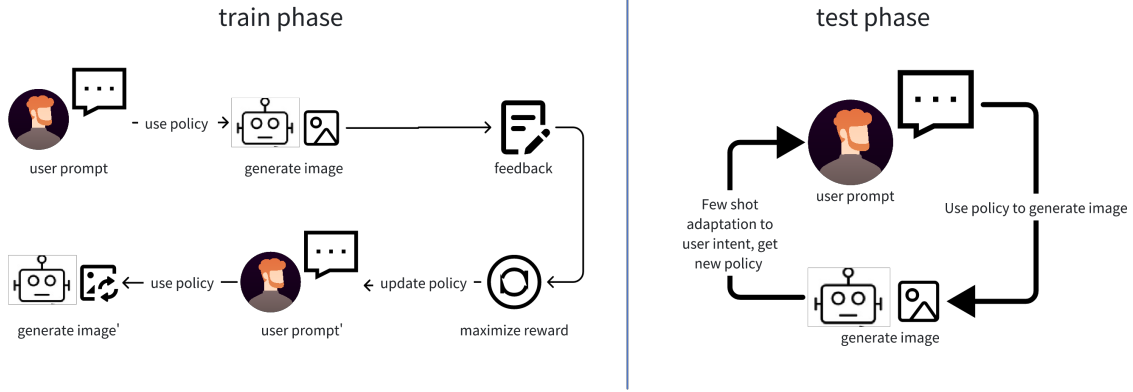 train phase
use policy
user prompt
generate image
feedback
use policy
update policy
generate image'
user prompt'
maximize reward
test phase
user prompt
Few shot
adaptation to
user intent, get
new policy
Use policy to generate image
generate image